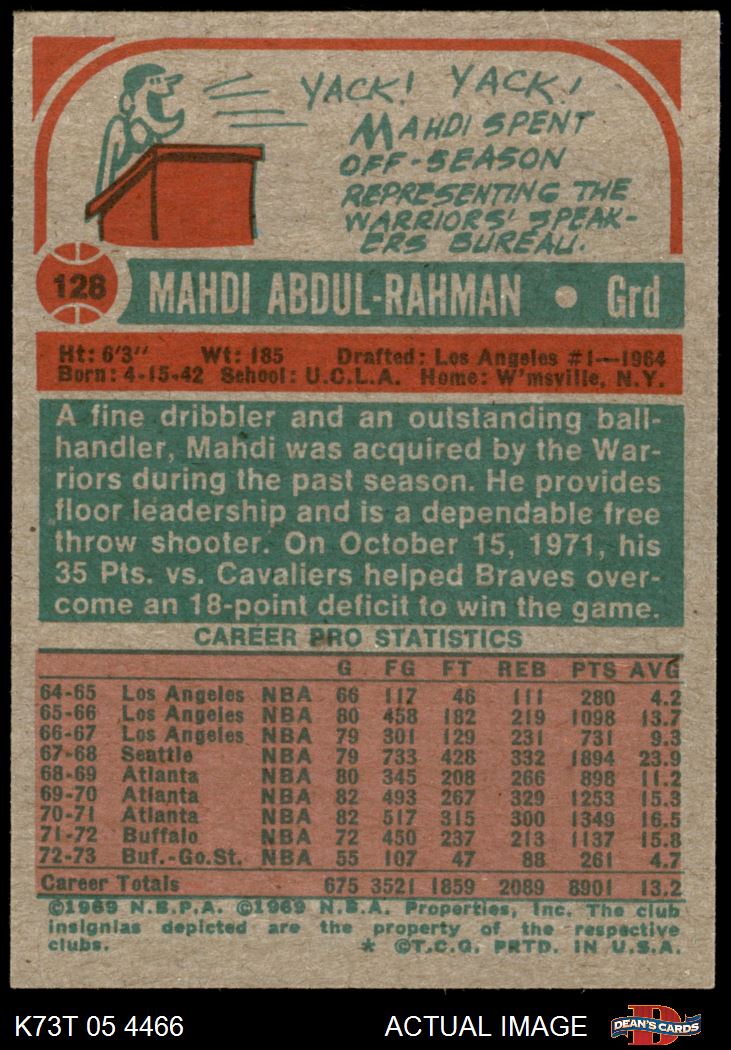 YACK! YACK!
MAHDI SPENT
OFF-SEASON
REPRESENTING THE
WARRIORS' SPEAK-
ERS BUREAU.
128 MAHDI ABDUL-RAHMAN • Grd
Ht: 6'3" Wt: 185 Drafted: Los Angeles #1—1964
Born: 4-15-42 School: U.C.L.A. Home: W'msville, N.Y.
A fine dribbler and an outstanding ball-
handler, Mahdi was acquired by the War-
riors during the past season. He provides
floor leadership and is a dependable free
throw shooter. On October 15, 1971, his
35 Pts. vs. Cavaliers helped Braves over-
come an 18-point deficit to win the game.
CAREER PRO STATISTICS
G FG FT REB PTS AVG
64-65 Los Angeles NBA 66 117 46 111 280 4.2
65-66 Los Angeles NBA 80 458 182 219 1098 13.7
66-67 Los Angeles NBA 79 301 129 231 731 9.3
67-68 Seattle NBA 79 733 428 332 1894 23.9
68-69 Atlanta NBA 80 345 208 266 898 11.2
69-70 Atlanta NBA 82 493 267 329 1253 15.3
70-71 Atlanta NBA 82 517 315 300 1349 16.5
71-72 Buffalo NBA 72 450 237 213 1137 15.8
72-73 Buf.-Go.St. NBA 55 107 47 88 261 4.7
Career Totals 675 3521 1859 2089 8901 13.2
©1969 N.B.P.A. ©1969 N.B.A. Properties, Inc. The club
insignias depicted are the property of the respective
clubs. * ©T.C.G. PRTD. IN U.S.A.
K73T 05 4466 ACTUAL IMAGE D DEAN'S CARDS